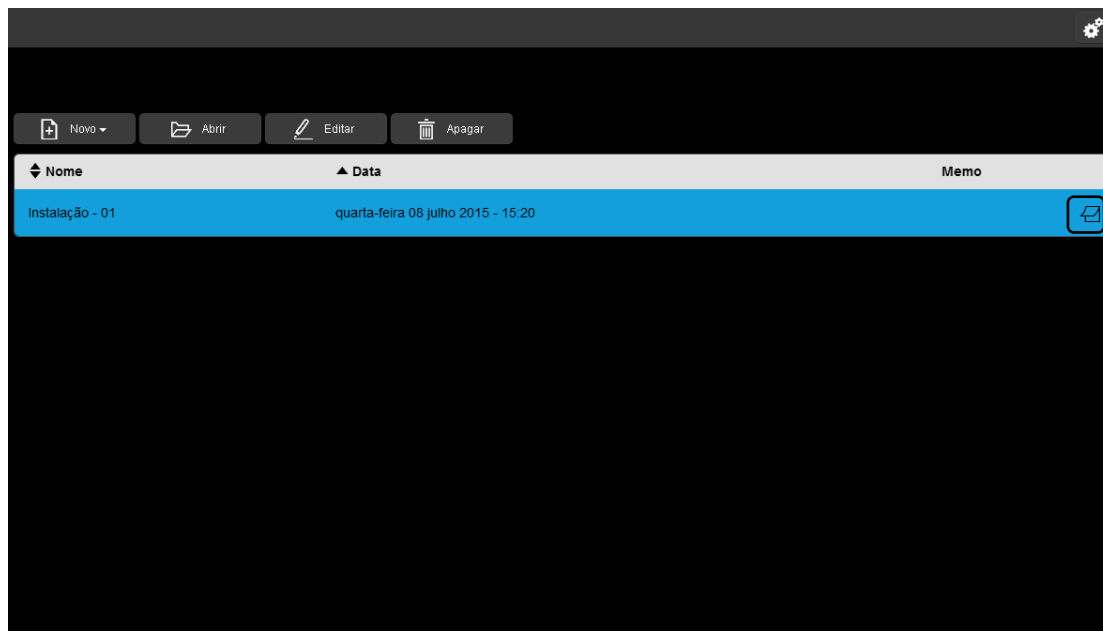 Novo Abrir Editar Apagar
Nome Data Memo
Instalação - 01 quarta-feira 08 julho 2015 - 15:20